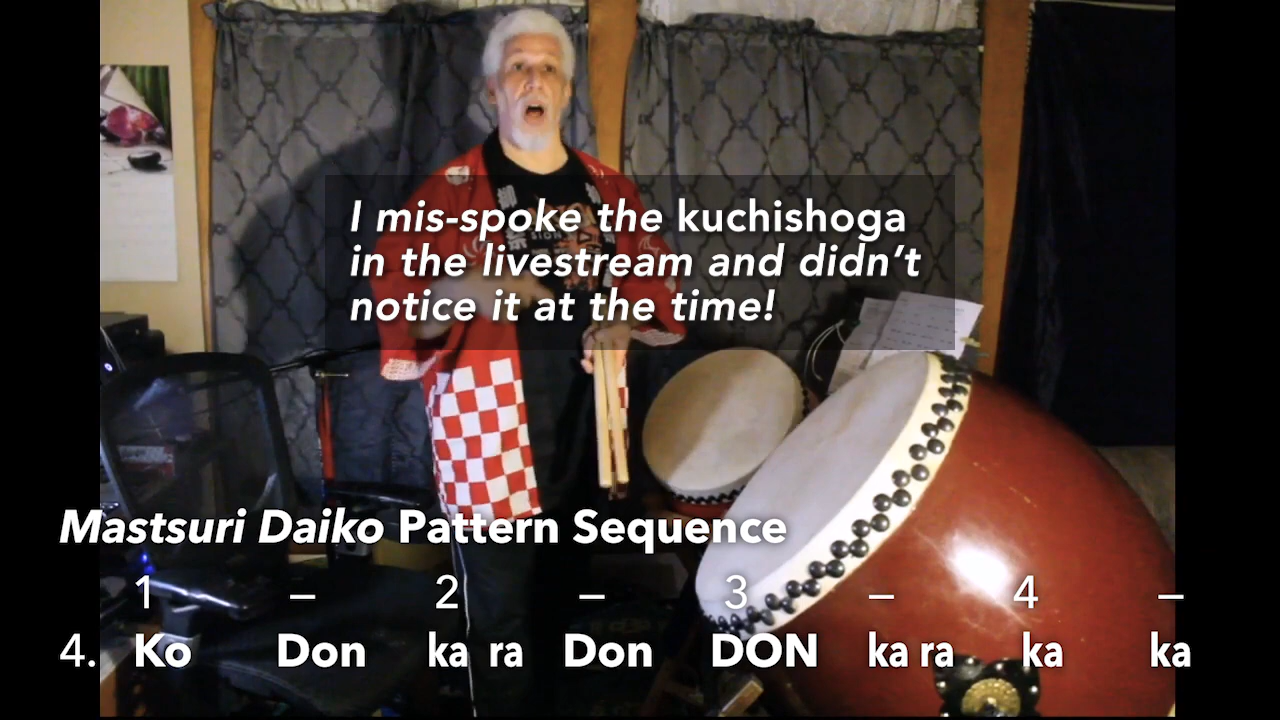 I mis-spoke the kuchishoga
in the livestream and didn’t
notice it at the time!
Mastsuri Daiko Pattern Sequence
1 – 2 – 3 – 4 –
4. Ko Don ka ra Don DON ka ra ka ka